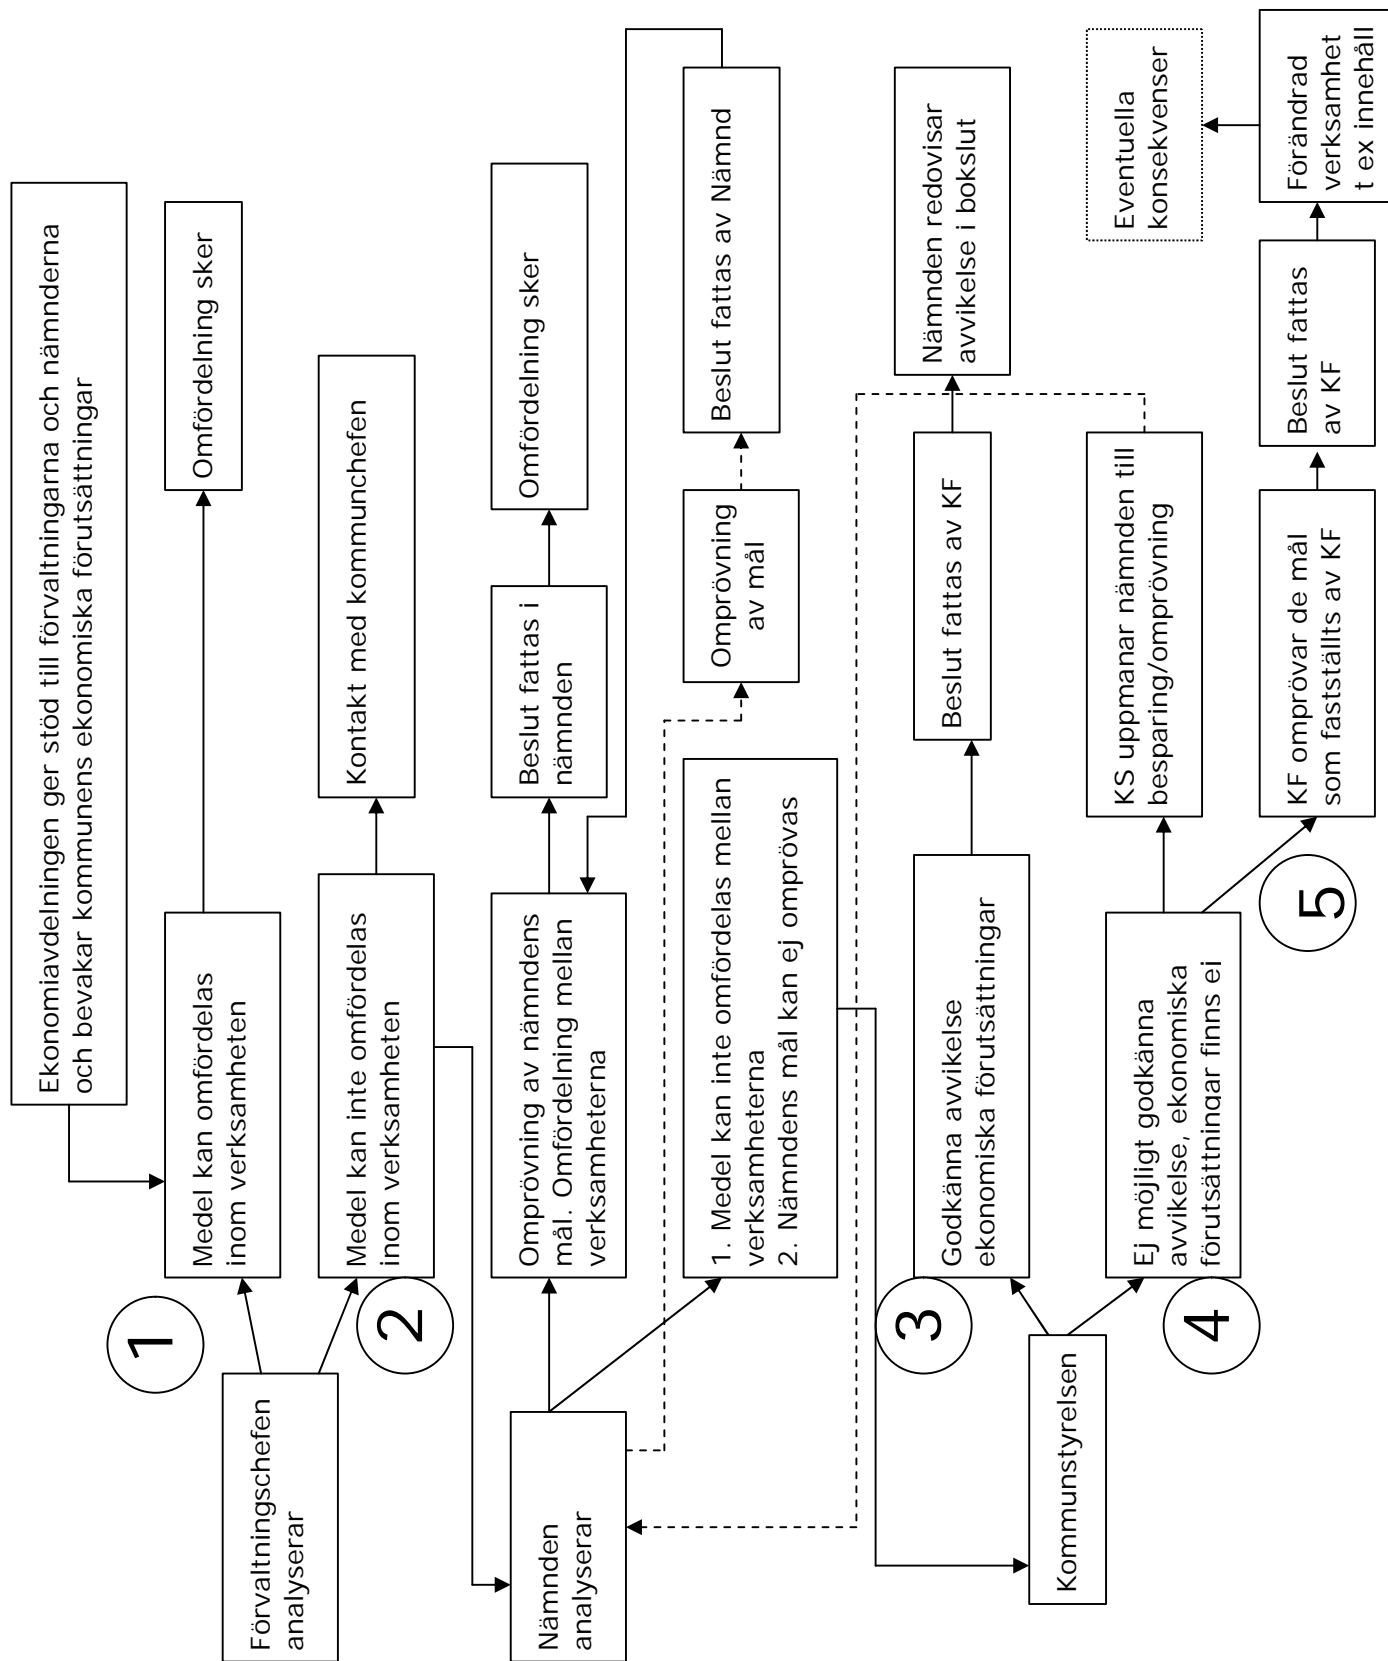 Ekonomiavdelningen ger stöd till förvaltningarna och nämnderna
och bevakar kommunens ekonomiska förutsättningar
1
Förvaltningschefen
analyserar
Medel kan omfördelas
inom verksamheten
Omfördelning sker
2
Medel kan inte omfördelas
inom verksamheten
Kontakt med kommunchefen
Nämnden
analyserar
Omprövning av nämndens
mål. Omfördelning mellan
verksamheterna
Beslut fattas i
nämnden
Omfördelning sker
1. Medel kan inte omfördelas mellan
verksamheterna
2. Nämndens mål kan ej omprövas
Omprövning
av mål
Beslut fattas av Nämnd
3
Godkänna avvikelse
ekonomiska förutsättningar
Beslut fattas av KF
Nämnden redovisar
avvikelse i bokslut
Kommunstyrelsen
4
Ej möjligt godkänna
avvikelse, ekonomiska
förutsättningar finns ej
KS uppmanar nämnden till
besparing/omprövning
Eventuella
konsekvenser
5
KF omprövar de mål
som fastställts av KF
Beslut fattas
av KF
Förändrad
verksamhet
t ex innehåll